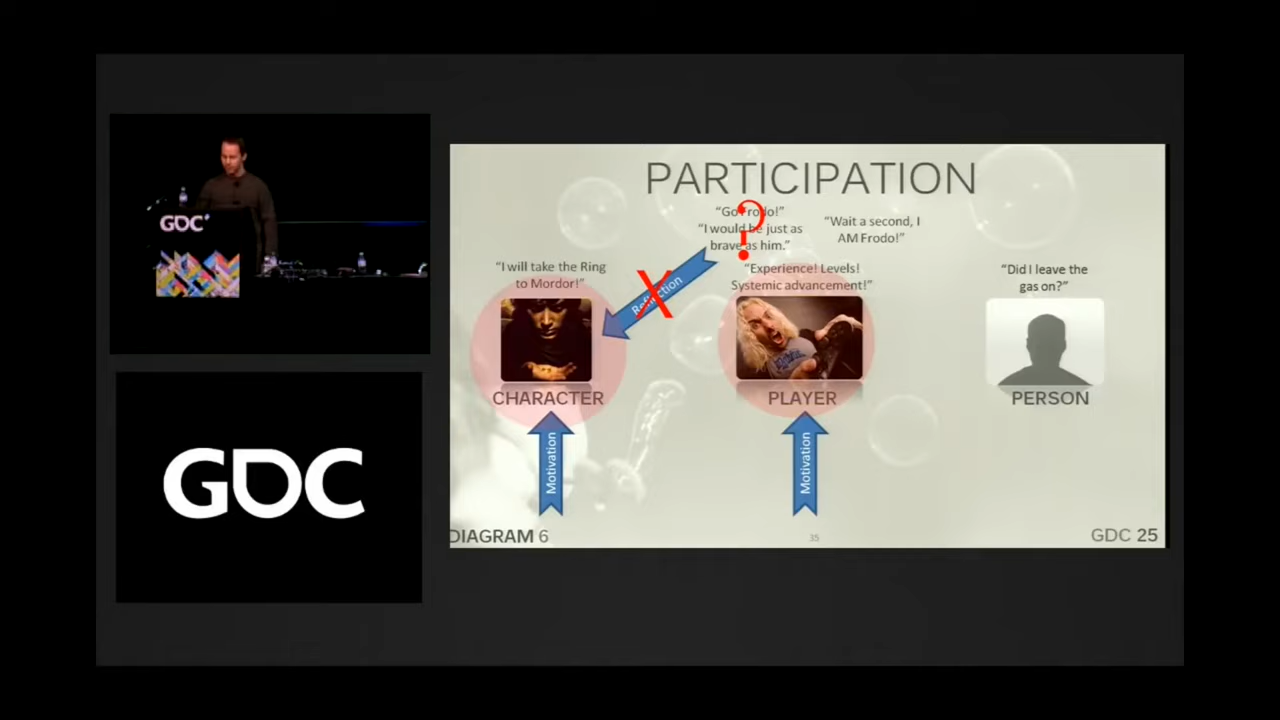 GDC
GDC
PARTICIPATION
"Go Frodo!"
"I would be just as
brave as him."
?
"Wait a second, I
AM Frodo!"
"I will take the Ring
to Mordor!"
X
Reflection
"Experience! Levels!
Systemic advancement!"
"Did I leave the
gas on?"
CHARACTER
PLAYER
PERSON
Motivation
Motivation
DIAGRAM 6
35
GDC 25